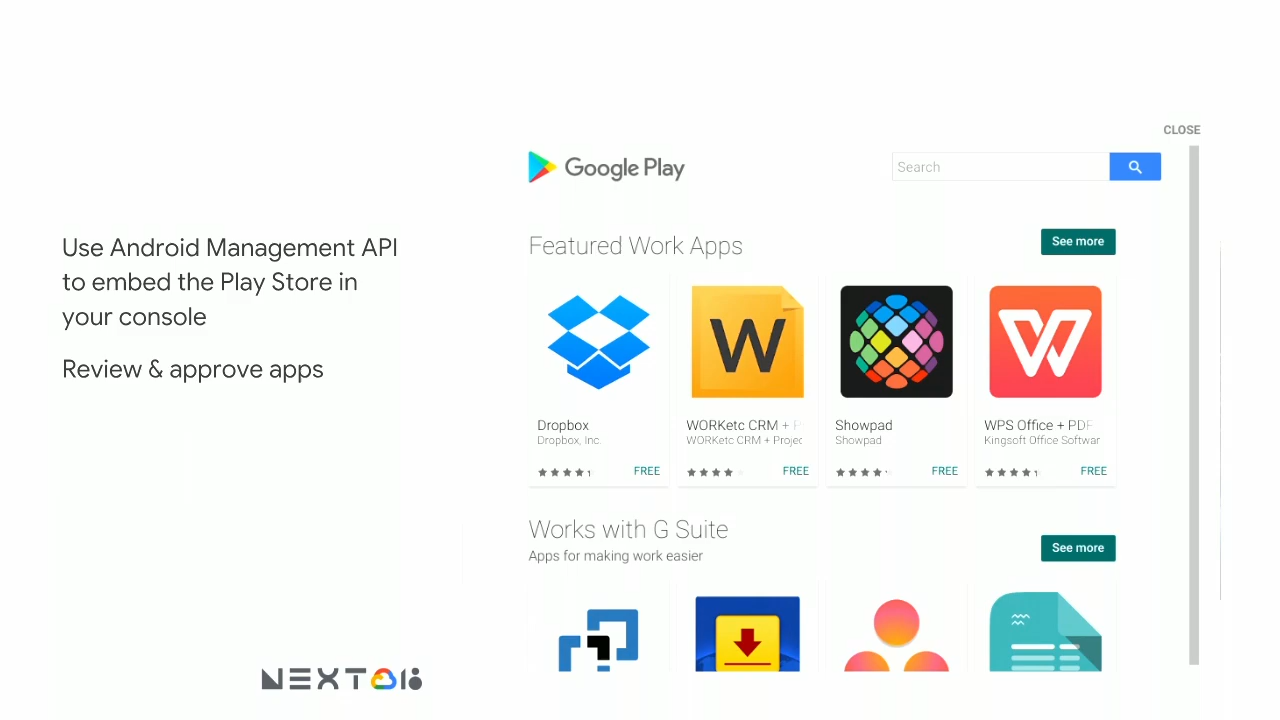 CLOSE
Google Play
Search
Use Android Management API
to embed the Play Store in
your console
Review & approve apps
Featured Work Apps
See more
W
Dropbox
Dropbox, Inc.
FREE
WORKetc CRM + P
WORKetc CRM + Projec
FREE
Showpad
Showpad
FREE
WPS Office + PDF
Kingsoft Office Softwar
FREE
Works with G Suite
Apps for making work easier
See more
NEXT 18